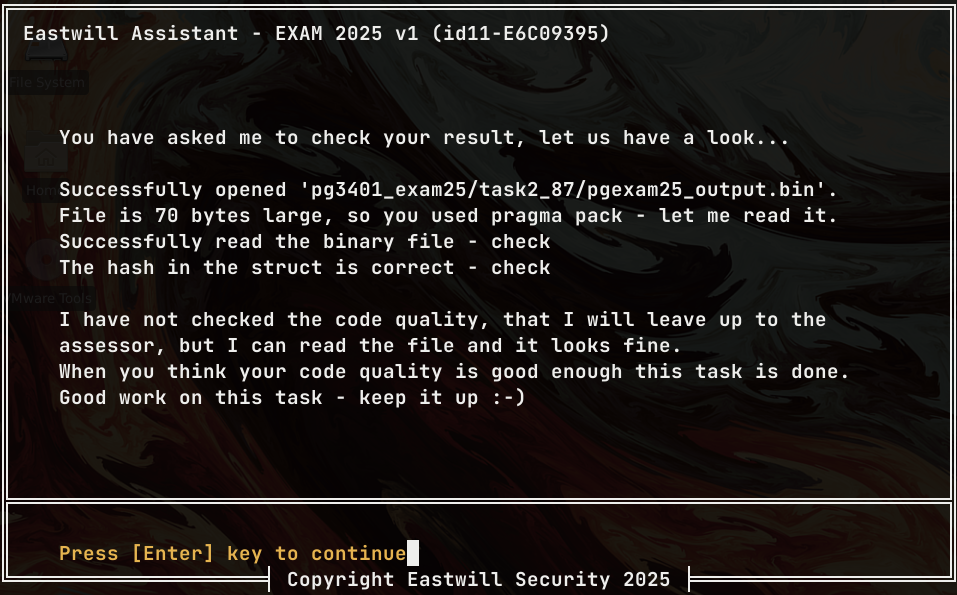 Eastwill Assistant - EXAM 2025 v1 (id11-E6C09395)
File System
You have asked me to check your result, let us have a look...
Successfully opened 'pg3401_exam25/task2_87/pgexam25_output.bin'.
Home
File is 70 bytes large, so you used pragma pack - let me read it.
Successfully read the binary file - check
The hash in the struct is correct - check
Mware Tools
I have not checked the code quality, that I will leave up to the
assessor, but I can read the file and it looks fine.
When you think your code quality is good enough this task is done.
Good work on this task - keep it up :-)
Press [Enter] key to continue
Copyright Eastwill Security 2025